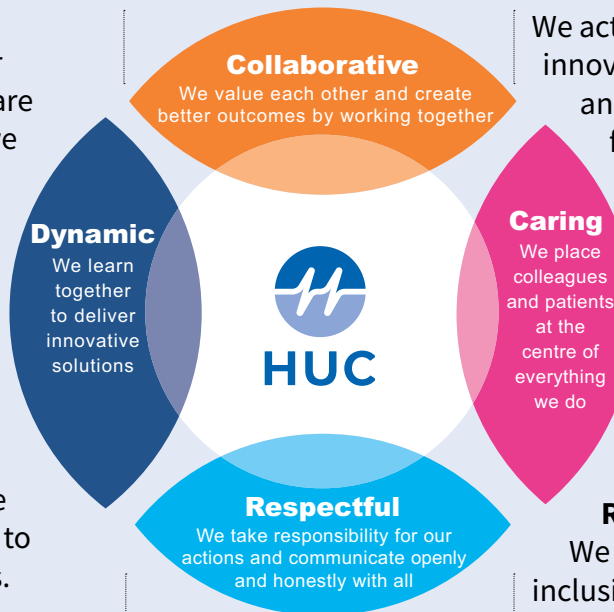 We act
innov
are
an
Collaborative
We value each other and create
better outcomes by working together
Dynamic
We learn
together
to deliver
innovative
solutions
HUC
Caring
We place
colleagues
and patients
at the
centre of
everything
we do
Respectful
We take responsibility for our
actions and communicate openly
and honestly with all
to
R
We
inclusi